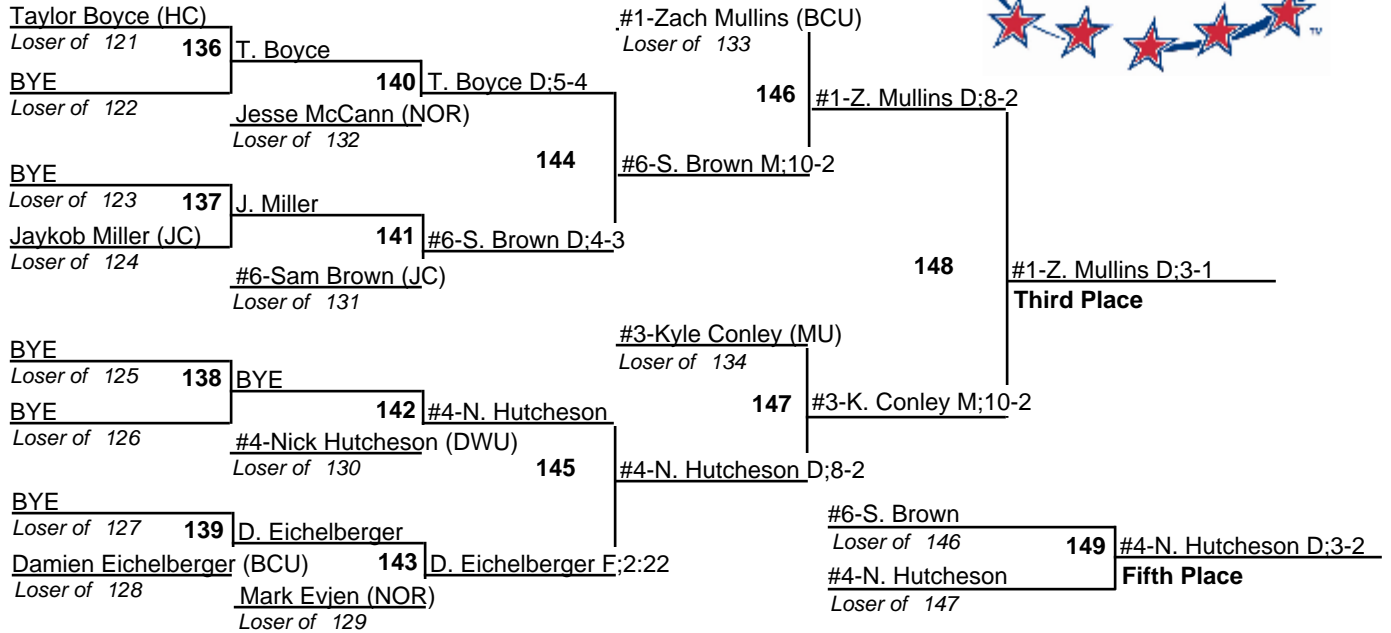 Taylor Boyce (HC)
Loser of 121
136
T. Boyce
BYE
Loser of 122
140
T. Boyce D;5-4
Jesse McCann (NOR)
Loser of 132
BYE
Loser of 123
137
J. Miller
Jaykob Miller (JC)
Loser of 124
141
#6-S. Brown D;4-3
#6-Sam Brown (JC)
Loser of 131
144
#6-S. Brown M;10-2
#1-Zach Mullins (BCU)
Loser of 133
146
#1-Z. Mullins D;8-2
BYE
Loser of 125
138
BYE
BYE
Loser of 126
142
#4-N. Hutcheson
#4-Nick Hutcheson (DWU)
Loser of 130
BYE
Loser of 127
139
D. Eichelberger
Damien Eichelberger (BCU)
Loser of 128
143
D. Eichelberger F;2:22
Mark Evjen (NOR)
Loser of 129
145
#4-N. Hutcheson D;8-2
#3-Kyle Conley (MU)
Loser of 134
147
#3-K. Conley M;10-2
148
#1-Z. Mullins D;3-1
Third Place
#6-S. Brown
Loser of 146
149
#4-N. Hutcheson D;3-2
#4-N. Hutcheson
Fifth Place
Loser of 147
TM